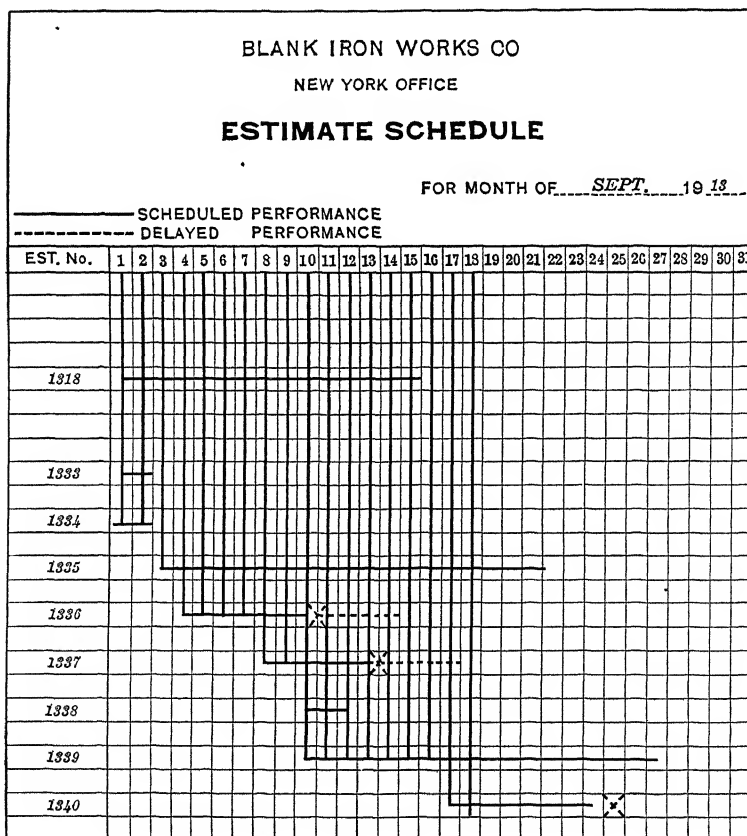 BLANK IRON WORKS CO
NEW YORK OFFICE
ESTIMATE SCHEDULE
FOR MONTH OF SEPT. 19 13
SCHEDULED PERFORMANCE
DELAYED PERFORMANCE
EST. No. 1 2 3 4 5 6 7 8 9 10 11 12 13 14 15 16 17 18 19 20 21 22 23 24 25 26 27 28 29 30 31
1318
1333
1334
1335
1336
1337
1338
1339
1340